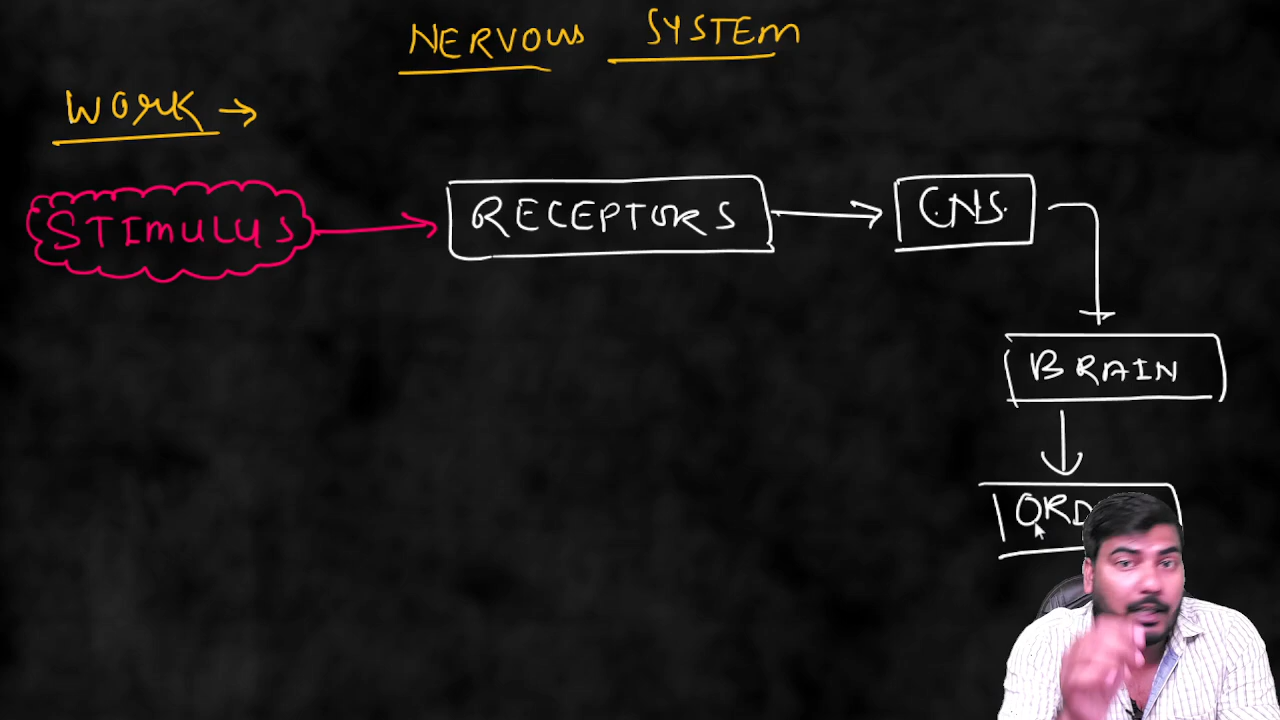 NERVOUS SYSTEM
WORK →
STIMULUS → RECEPTORS → CNS
BRAIN